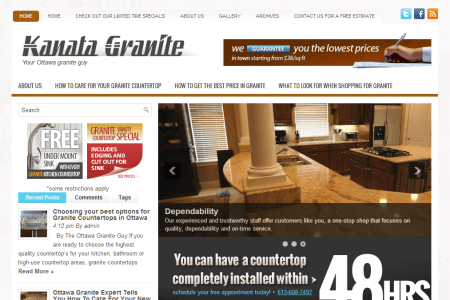 HOME
HOME
CHECK OUT OUR LIMITED TIME SPECIALS!
ABOUT US
GALLERY
ARCHIVES
CONTACT US FOR A FREE ESTIMATE
Kanata Granite
Your Ottawa granite guy
we GUARANTEE you the lowest prices
in town starting from $38/sq ft
ABOUT US
HOW TO CARE FOR YOUR GRANITE COUNTERTOP
HOW TO GET THE BEST PRICE IN GRANITE
WHAT TO LOOK FOR WHEN SHOPPING FOR GRANITE
Search
FREE
UNDER MOUNT
SINK WITH EVERY
GRANITE KITCHEN COUNTERTOP
GRANITE VANITY COUNTERTOP SPECIAL
INCLUDES
EDGING AND
CUT OUT FOR
SINK
SEE PRICES >
*some restrictions apply
Recent Posts
Comments
Tags
Choosing your best options for
Granite Countertops in Ottawa
4:12 pm By admin
By The Ottawa Granite Guy If you
are ready to choose the highest
quality countertop's for your kitchen, bathroom or
high-use countertop areas, granite countertops
Read More »
Ottawa Granite Expert Tells
You How To Care For Your New
Dependability
Our experienced and trustworthy staff offer customers like you, a one-stop shop that focuses on
quality, dependability and on-time service.
You can have a countertop
completely installed within >
schedule your free appointment today! > 613-608-7497
48HRS